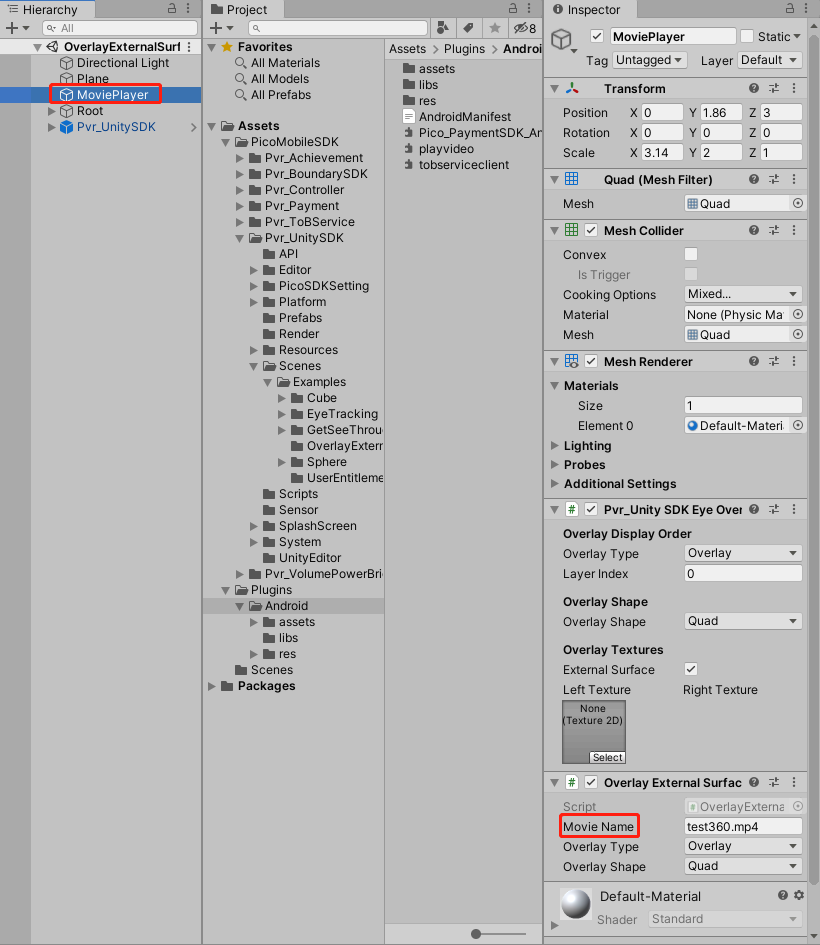 Hierarchy
All
OverlayExternalSurf
Directional Light
Plane
MoviePlayer
Root
Pvr_UnitySDK
Project
8
Favorites
All Materials
All Models
All Prefabs
Assets
PicoMobileSDK
Pvr_Achievement
Pvr_BoundarySDK
Pvr_Controller
Pvr_Payment
Pvr_ToBService
Pvr_UnitySDK
API
Editor
PicoSDKSetting
Platform
Prefabs
Render
Resources
Scenes
Examples
Cube
EyeTracking
GetSeeThrou
OverlayExtern
Sphere
UserEntitleme
Scripts
Sensor
SplashScreen
System
UnityEditor
Pvr_VolumePowerBri
Plugins
Android
assets
libs
res
Scenes
Packages
Assets > Plugins > Androi
assets
libs
res
AndroidManifest
Pico_PaymentSDK_An
playvideo
tobserviceclient
Inspector
MoviePlayer Static
Tag Untagged Layer Default
Transform
Position X 0 Y 1.86 Z 3
Rotation X 0 Y 0 Z 0
Scale X 3.14 Y 2 Z 1
Quad (Mesh Filter)
Mesh Quad
Mesh Collider
Convex
Is Trigger
Cooking Options Mixed...
Material None (Physic Ma
Mesh Quad
Mesh Renderer
Materials
Size 1
Element 0 Default-Materi
Lighting
Probes
Additional Settings
# Pvr_Unity SDK Eye Over
Overlay Display Order
Overlay Type Overlay
Layer Index 0
Overlay Shape
Overlay Shape Quad
Overlay Textures
External Surface
Left Texture Right Texture
None
(Texture 2D)
Select
# Overlay External Surfac
Script # OverlayExterna
Movie Name test360.mp4
Overlay Type Overlay
Overlay Shape Quad
Default-Material
Shader Standard